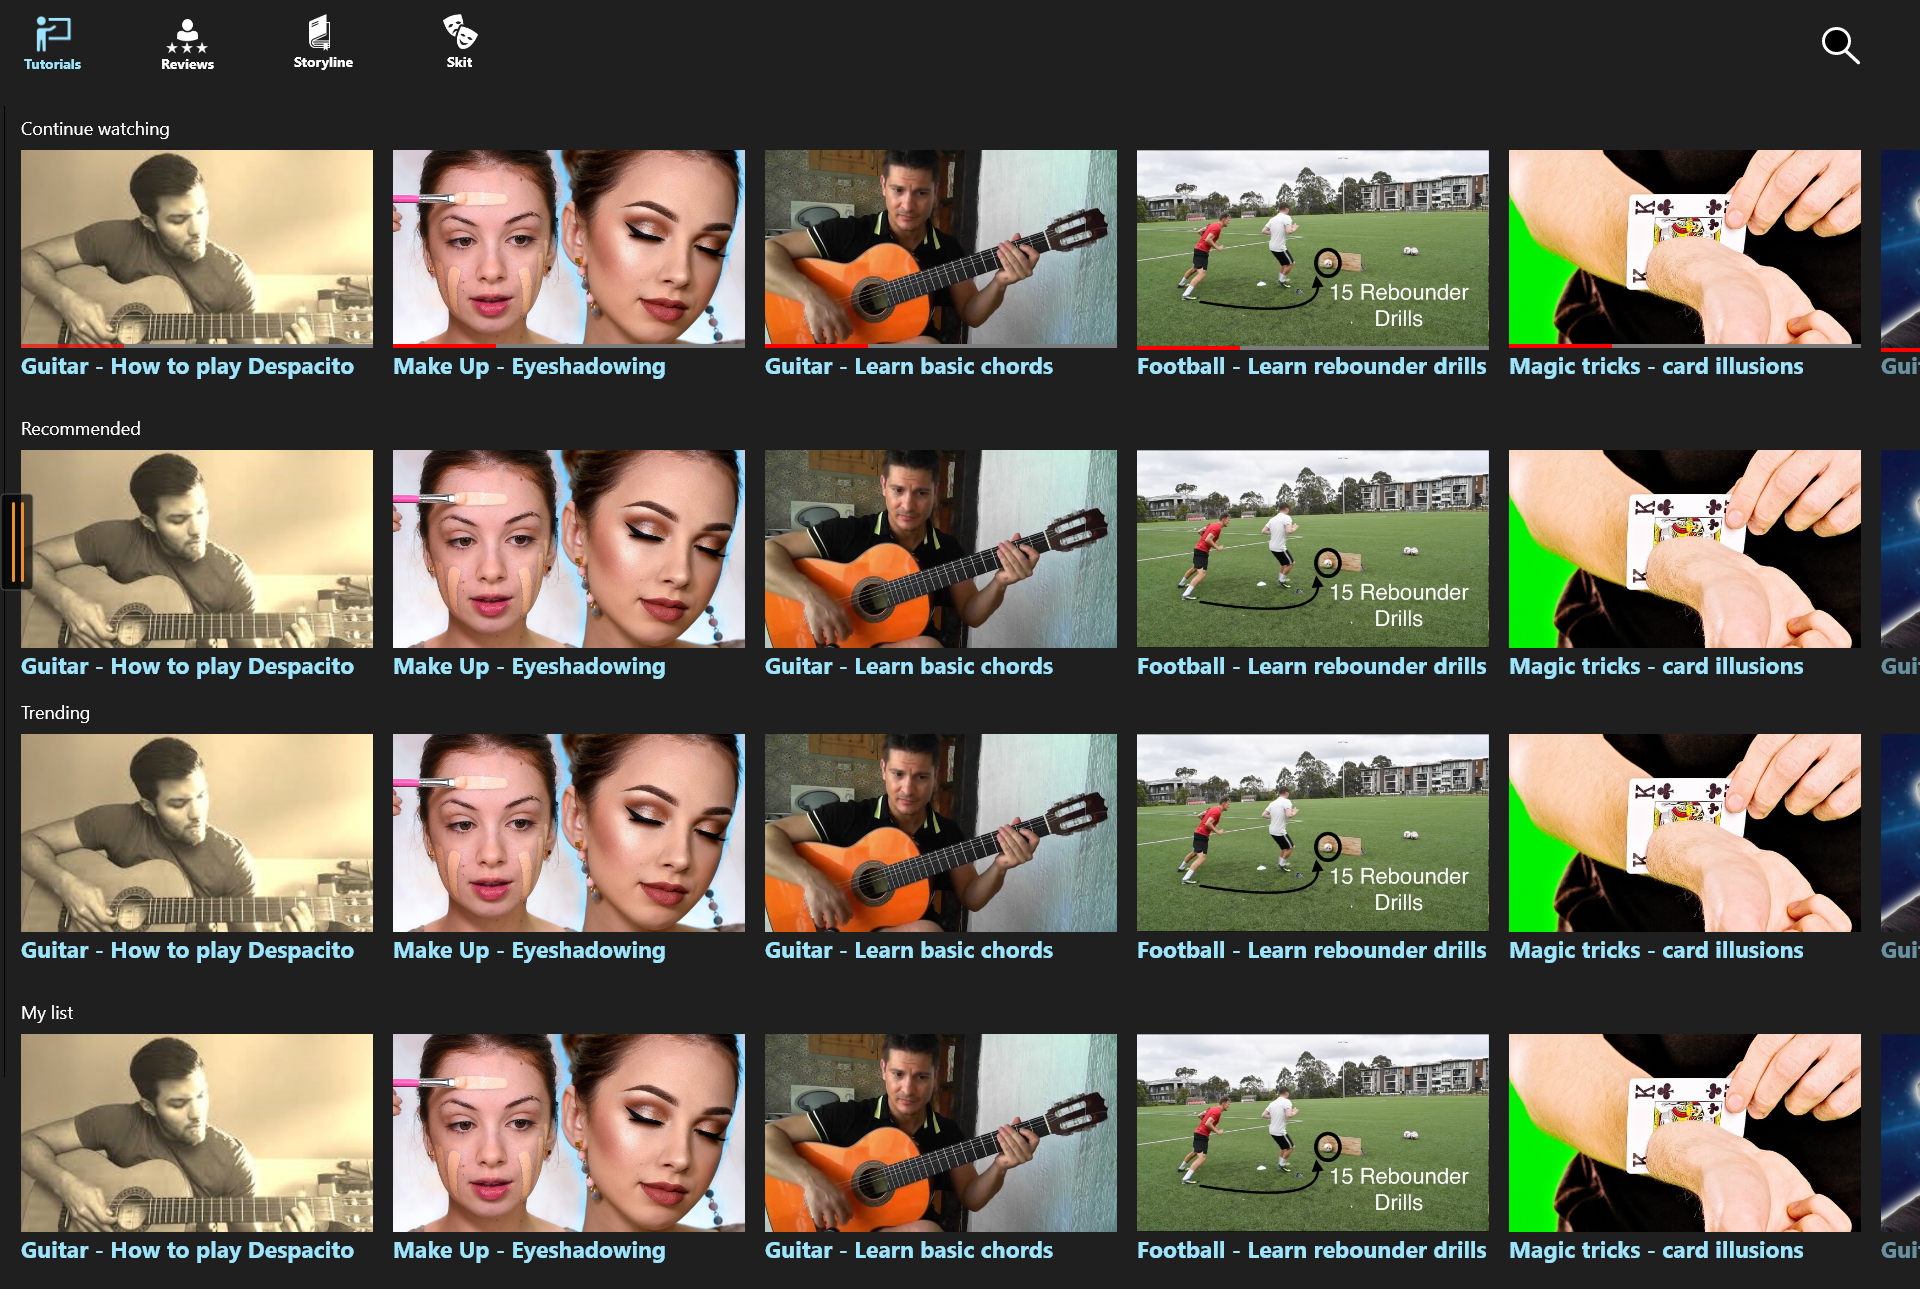 Tutorials
Reviews
Storyline
Skit
Continue watching
15 Rebounder
Drills
Guitar - How to play Despacito
Make Up - Eyeshadowing
Guitar - Learn basic chords
Football - Learn rebounder drills
Magic tricks - card illusions
Gui
Recommended
15 Rebounder
Drills
Guitar - How to play Despacito
Make Up - Eyeshadowing
Guitar - Learn basic chords
Football - Learn rebounder drills
Magic tricks - card illusions
Gui
Trending
15 Rebounder
Drills
Guitar - How to play Despacito
Make Up - Eyeshadowing
Guitar - Learn basic chords
Football - Learn rebounder drills
Magic tricks - card illusions
Gui
My list
15 Rebounder
Drills
Guitar - How to play Despacito
Make Up - Eyeshadowing
Guitar - Learn basic chords
Football - Learn rebounder drills
Magic tricks - card illusions
Gui